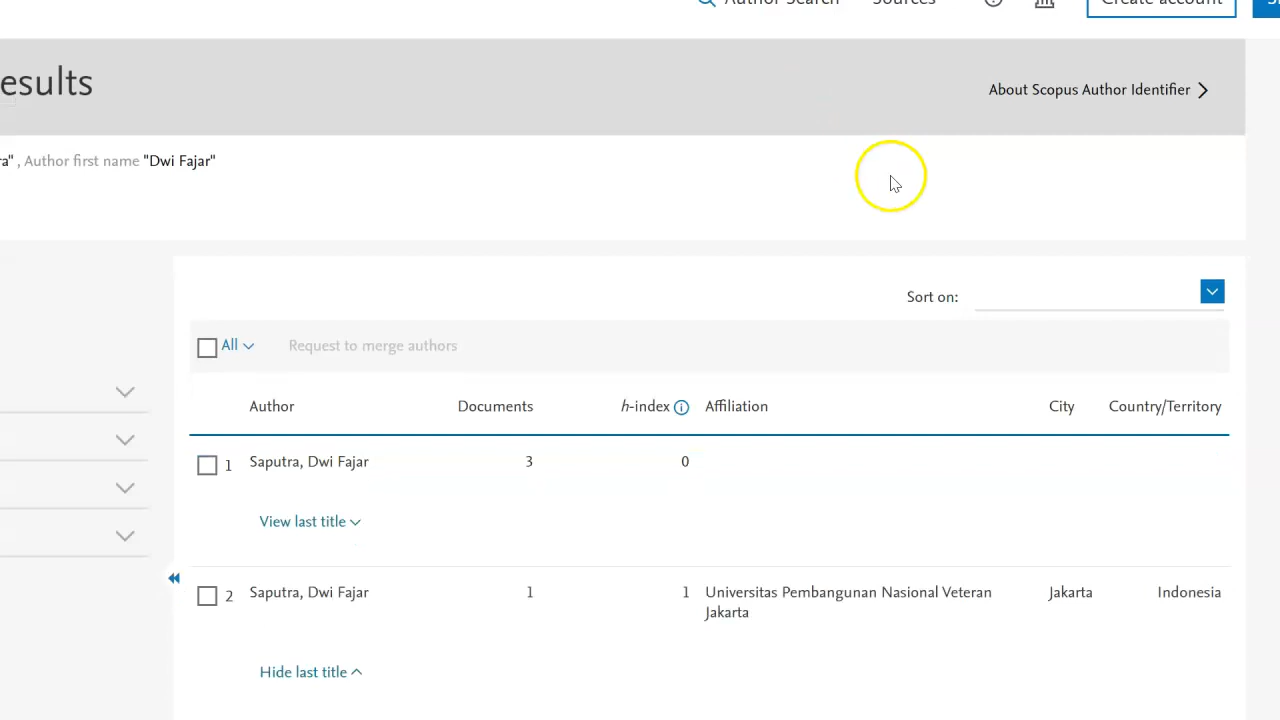 Author Search Sources Create account
esults
About Scopus Author Identifier
a" , Author first name "Dwi Fajar"
Sort on:
All Request to merge authors
Author Documents h-index Affiliation City Country/Territory
1 Saputra, Dwi Fajar 3 0
View last title
2 Saputra, Dwi Fajar 1 1 Universitas Pembangunan Nasional Veteran Jakarta Indonesia
Jakarta
Hide last title